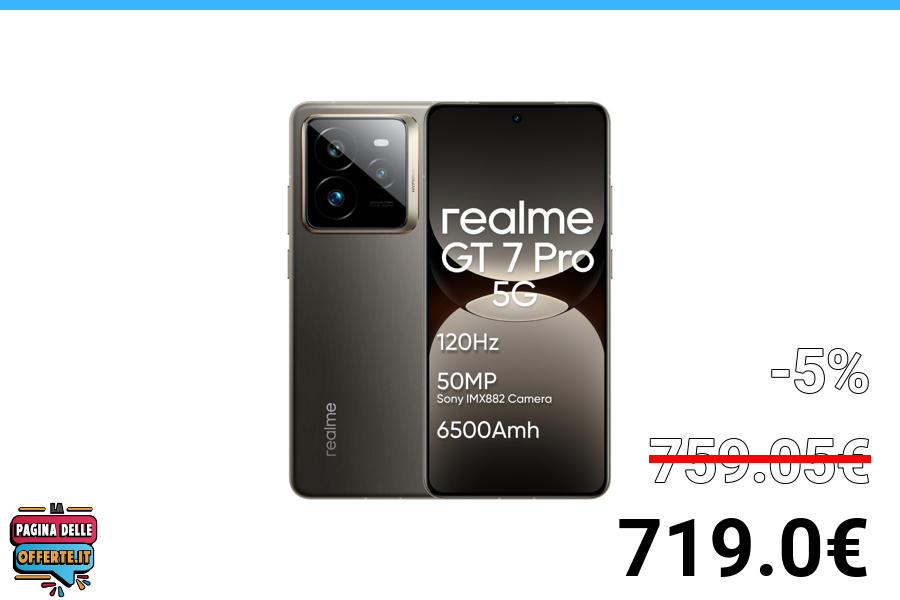 realme
GT 7 Pro
5G
120Hz
50MP
Sony IMX882 Camera
6500Amh
realme
-5%
759.05€
719.0€
LA
PAGINA DELLE
OFFERTE.IT